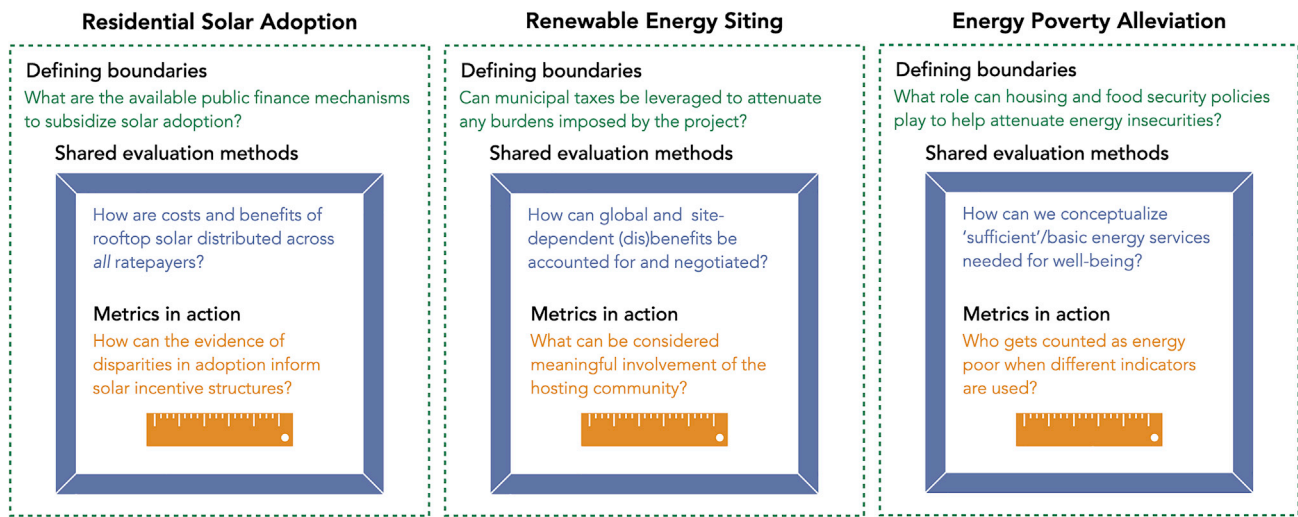 Residential Solar Adoption
Defining boundaries
What are the available public finance mechanisms
to subsidize solar adoption?
Shared evaluation methods
How are costs and benefits of
rooftop solar distributed across
all ratepayers?
Metrics in action
How can the evidence of
disparities in adoption inform
solar incentive structures?
Renewable Energy Siting
Defining boundaries
Can municipal taxes be leveraged to attenuate
any burdens imposed by the project?
Shared evaluation methods
How can global and site-
dependent (dis)benefits be
accounted for and negotiated?
Metrics in action
What can be considered
meaningful involvement of the
hosting community?
Energy Poverty Alleviation
Defining boundaries
What role can housing and food security policies
play to help attenuate energy insecurities?
Shared evaluation methods
How can we conceptualize
‘sufficient’/basic energy services
needed for well-being?
Metrics in action
Who gets counted as energy
poor when different indicators
are used?